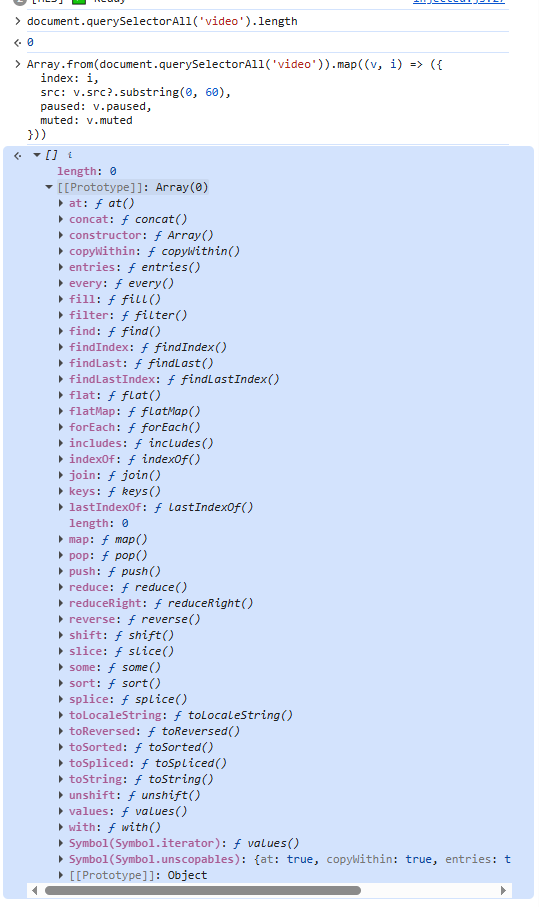 document.querySelectorAll('video').length
0
Array.from(document.querySelectorAll('video')).map((v, i) => ({
index: i,
src: v.src?.substring(0, 60),
paused: v.paused,
muted: v.muted
}))
[] i
length: 0
[[Prototype]]: Array(0)
at: ƒ at()
concat: ƒ concat()
constructor: ƒ Array()
copyWithin: ƒ copyWithin()
entries: ƒ entries()
every: ƒ every()
fill: ƒ fill()
filter: ƒ filter()
find: ƒ find()
findIndex: ƒ findIndex()
findLast: ƒ findLast()
findLastIndex: ƒ findLastIndex()
flat: ƒ flat()
flatMap: ƒ flatMap()
forEach: ƒ forEach()
includes: ƒ includes()
indexOf: ƒ indexOf()
join: ƒ join()
keys: ƒ keys()
lastIndexOf: ƒ lastIndexOf()
length: 0
map: ƒ map()
pop: ƒ pop()
push: ƒ push()
reduce: ƒ reduce()
reduceRight: ƒ reduceRight()
reverse: ƒ reverse()
shift: ƒ shift()
slice: ƒ slice()
some: ƒ some()
sort: ƒ sort()
splice: ƒ splice()
toLocaleString: ƒ toLocaleString()
toReversed: ƒ toReversed()
toSorted: ƒ toSorted()
toSpliced: ƒ toSpliced()
toString: ƒ toString()
unshift: ƒ unshift()
values: ƒ values()
with: ƒ with()
Symbol(Symbol.iterator): ƒ values()
Symbol(Symbol.unscopables): {at: true, copyWithin: true, entries: t
[[Prototype]]: Object